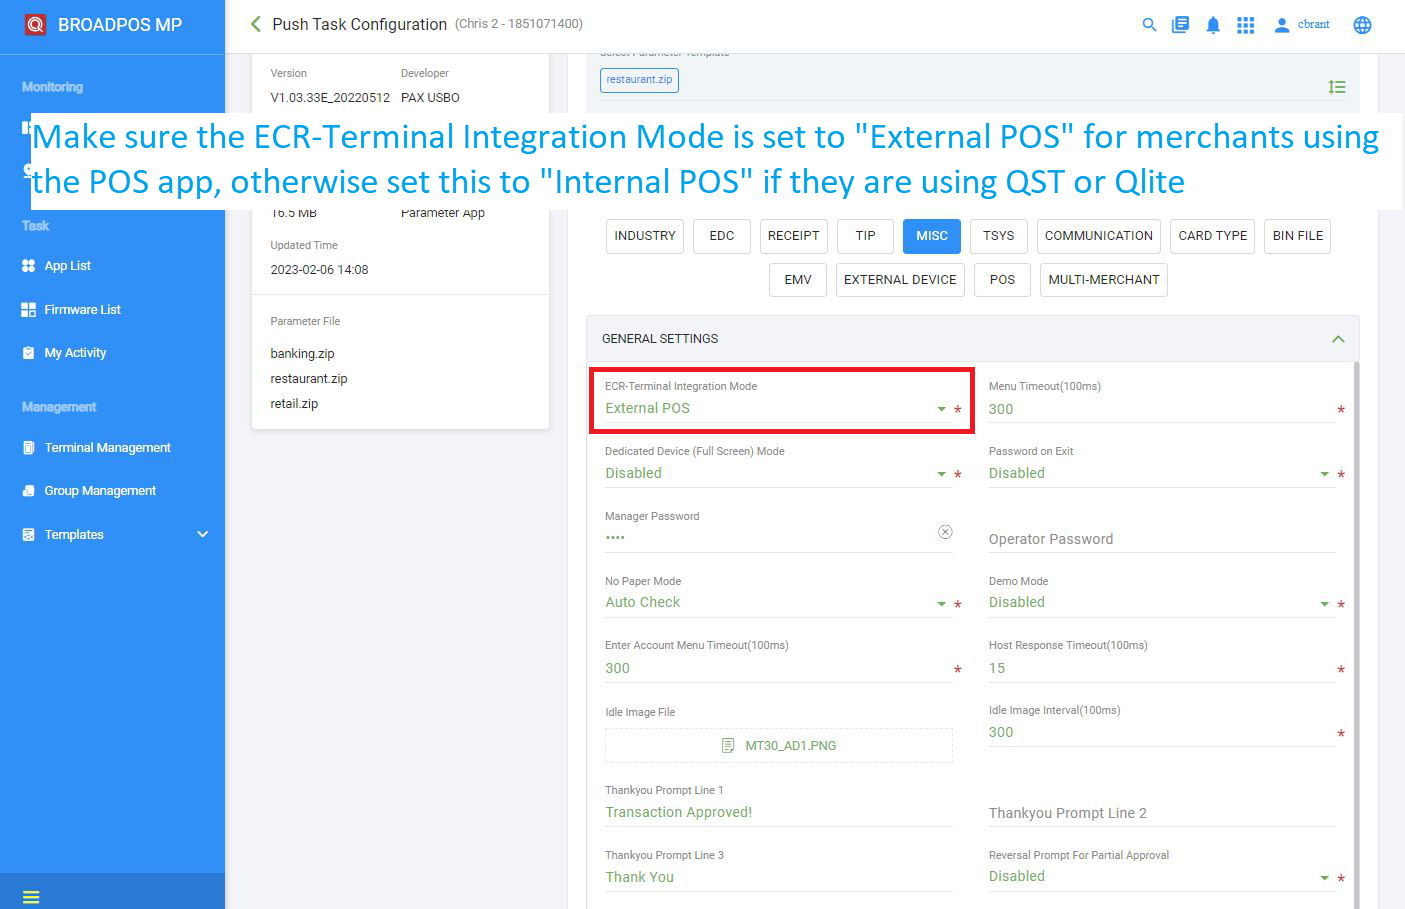 BROADPOS MP
Push Task Configuration (Chris 2 - 1851071400)
cbrant
Monitoring
Version
Developer
V1.03.33E_20220512
PAX USBO
Select Parameter Template
restaurant.zip
Make sure the ECR-Terminal Integration Mode is set to "External POS" for merchants using
the POS app, otherwise set this to "Internal POS" if they are using QST or Qlite
16.5 MB
Parameter App
Updated Time
2023-02-06 14:08
Parameter File
banking.zip
restaurant.zip
retail.zip
Task
App List
Firmware List
My Activity
Management
Terminal Management
Group Management
Templates
INDUSTRY
EDC
RECEIPT
TIP
MISC
TSYS
COMMUNICATION
CARD TYPE
BIN FILE
EMV
EXTERNAL DEVICE
POS
MULTI-MERCHANT
GENERAL SETTINGS
ECR-Terminal Integration Mode
External POS *
Menu Timeout(100ms)
300 *
Dedicated Device (Full Screen) Mode
Disabled *
Password on Exit
Disabled *
Manager Password
••••
Operator Password
No Paper Mode
Auto Check *
Demo Mode
Disabled *
Enter Account Menu Timeout(100ms)
300 *
Host Response Timeout(100ms)
15 *
Idle Image File
MT30_AD1.PNG
Idle Image Interval(100ms)
300 *
Thankyou Prompt Line 1
Transaction Approved!
Thankyou Prompt Line 2
Thankyou Prompt Line 3
Thank You
Reversal Prompt For Partial Approval
Disabled *